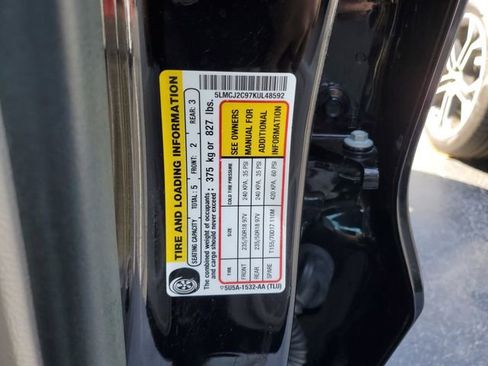 5LMCJ2C97KUL48592
TIRE AND LOADING INFORMATION
SEATING CAPACITY TOTAL: 5 FRONT: 2 REAR: 3
The combined weight of occupants and cargo should never exceed: 375 kg or 827 lbs.
TIRE SIZE COLD TIRE PRESSURE
FRONT 235/50R18 97V 240 KPA, 35 PSI
REAR 235/50R18 97V 240 KPA, 35 PSI
SPARE T155/70D17 110M 420 KPA, 60 PSI
SEE OWNERS
MANUAL FOR
ADDITIONAL
INFORMATION
5U5A-1532-AA (TLU)